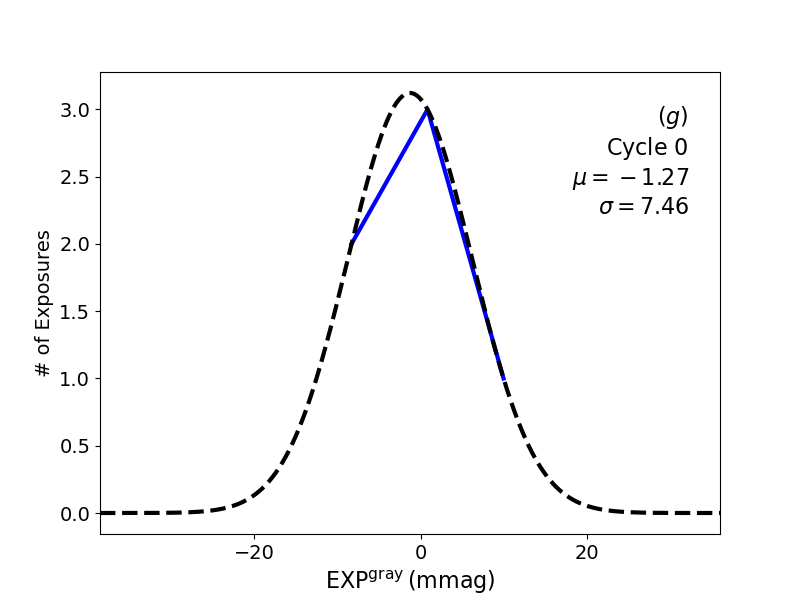 (g)
Cycle 0
μ = −1.27
σ = 7.46
3.0
2.5
2.0
1.5
1.0
0.5
0.0
# of Exposures
−20 0 20
EXP^gray (mmag)